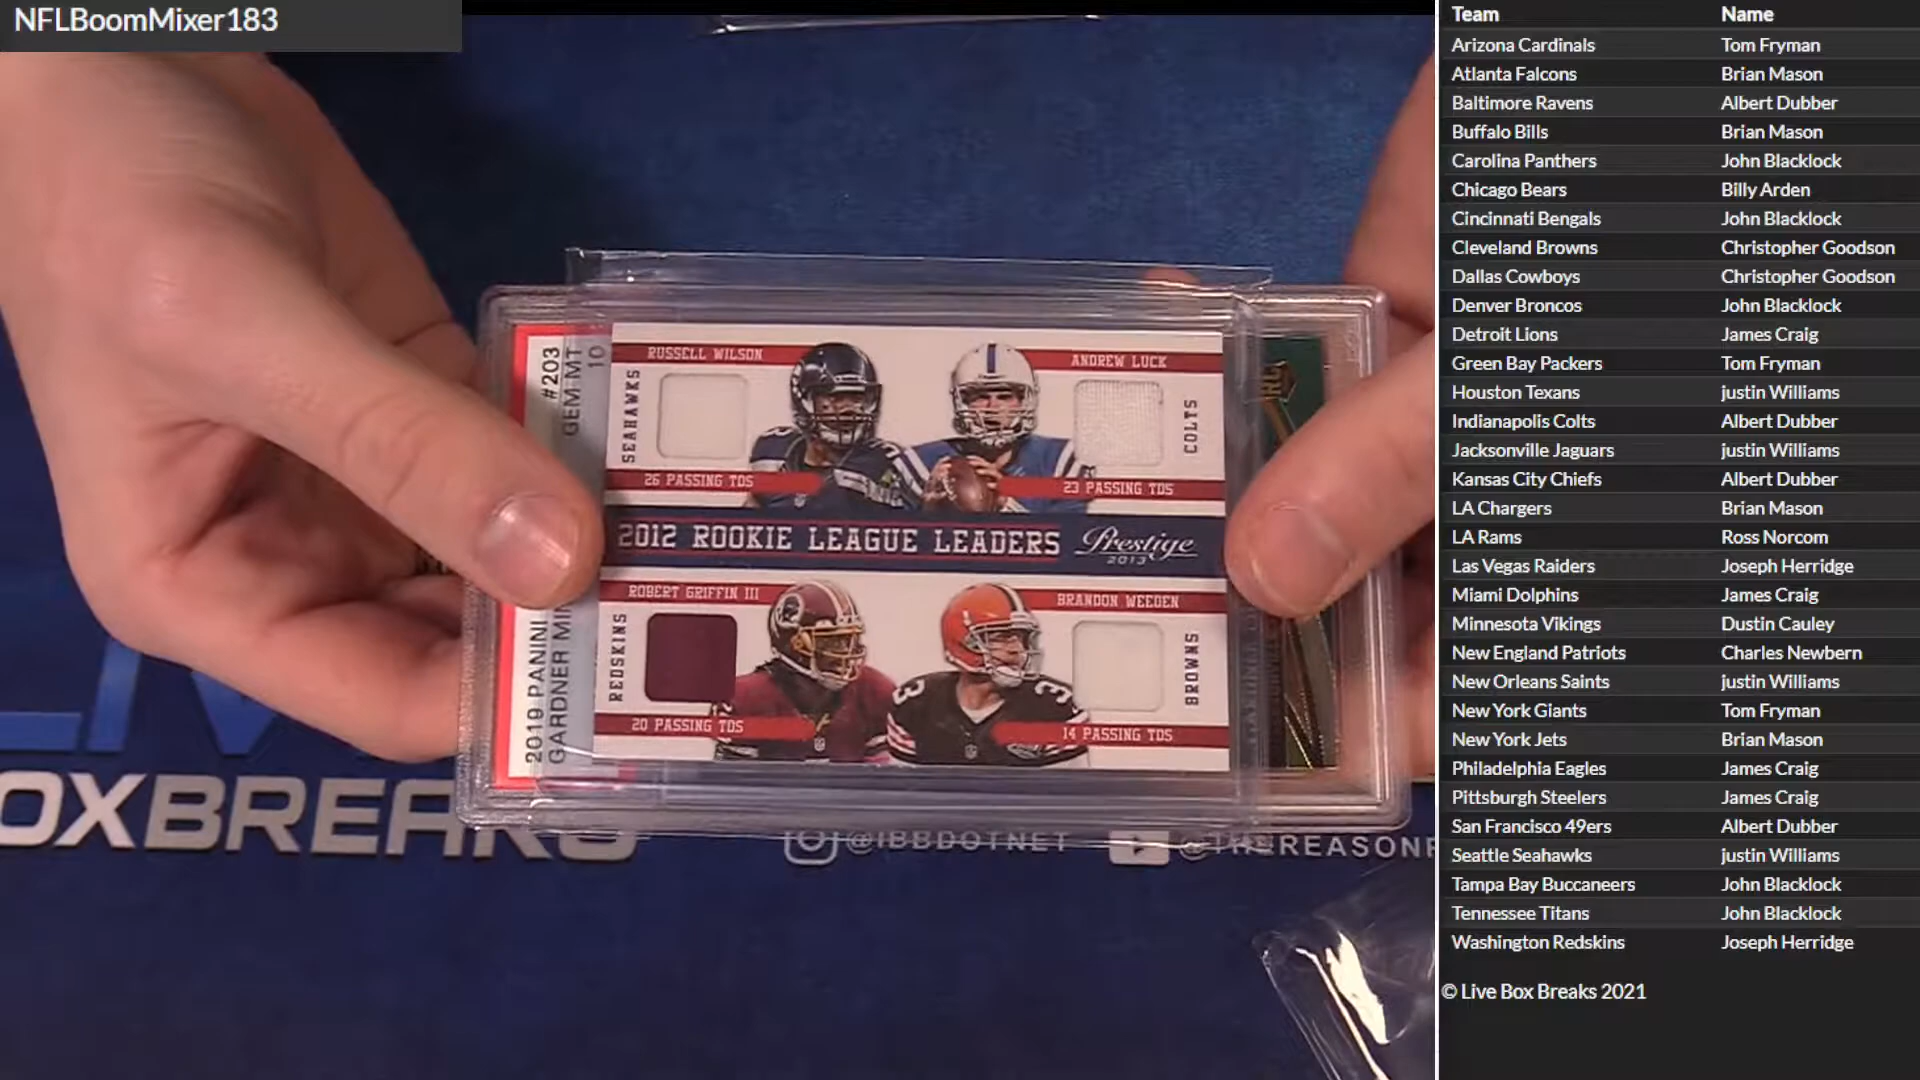 NFLBoomMixer183
RUSSELL WILSON
ANDREW LUCK
SEAHAWKS
COLTS
26 PASSING TDS
23 PASSING TDS
2012 ROOKIE LEAGUE LEADERS
Prestige
2013
ROBERT GRIFFIN III
BRANDON WEEDEN
REDSKINS
BROWNS
20 PASSING TDS
14 PASSING TDS
#203
GEM MT
10
2019 PANINI
GARDNER MIN
OXBREA
@IBBDOTNET
Team Name
Arizona Cardinals Tom Fryman
Atlanta Falcons Brian Mason
Baltimore Ravens Albert Dubber
Buffalo Bills Brian Mason
Carolina Panthers John Blacklock
Chicago Bears Billy Arden
Cincinnati Bengals John Blacklock
Cleveland Browns Christopher Goodson
Dallas Cowboys Christopher Goodson
Denver Broncos John Blacklock
Detroit Lions James Craig
Green Bay Packers Tom Fryman
Houston Texans justin Williams
Indianapolis Colts Albert Dubber
Jacksonville Jaguars justin Williams
Kansas City Chiefs Albert Dubber
LA Chargers Brian Mason
LA Rams Ross Norcom
Las Vegas Raiders Joseph Herridge
Miami Dolphins James Craig
Minnesota Vikings Dustin Cauley
New England Patriots Charles Newbern
New Orleans Saints justin Williams
New York Giants Tom Fryman
New York Jets Brian Mason
Philadelphia Eagles James Craig
Pittsburgh Steelers James Craig
San Francisco 49ers Albert Dubber
Seattle Seahawks justin Williams
Tampa Bay Buccaneers John Blacklock
Tennessee Titans John Blacklock
Washington Redskins Joseph Herridge
© Live Box Breaks 2021